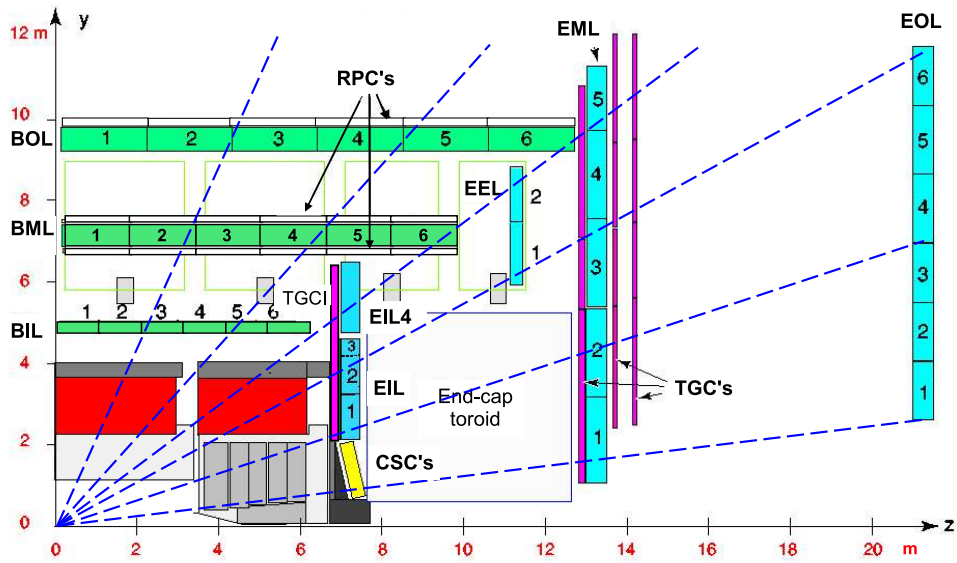 y
12 m
EML
EOL
RPC's
6
5
10
BOL
1 2 3 4 5 6
5
4
4
EEL
2
8
BML
1 2 3 4 5 6
1
3
3
6
TGCI
1 2 3 4 5 6
BIL
EIL4
2
2
4
3
2
EIL
TGC's
1
1
End-cap
toroid
1
2
CSC's
0
z
0 2 4 6 8 10 12 14 16 18 20 m